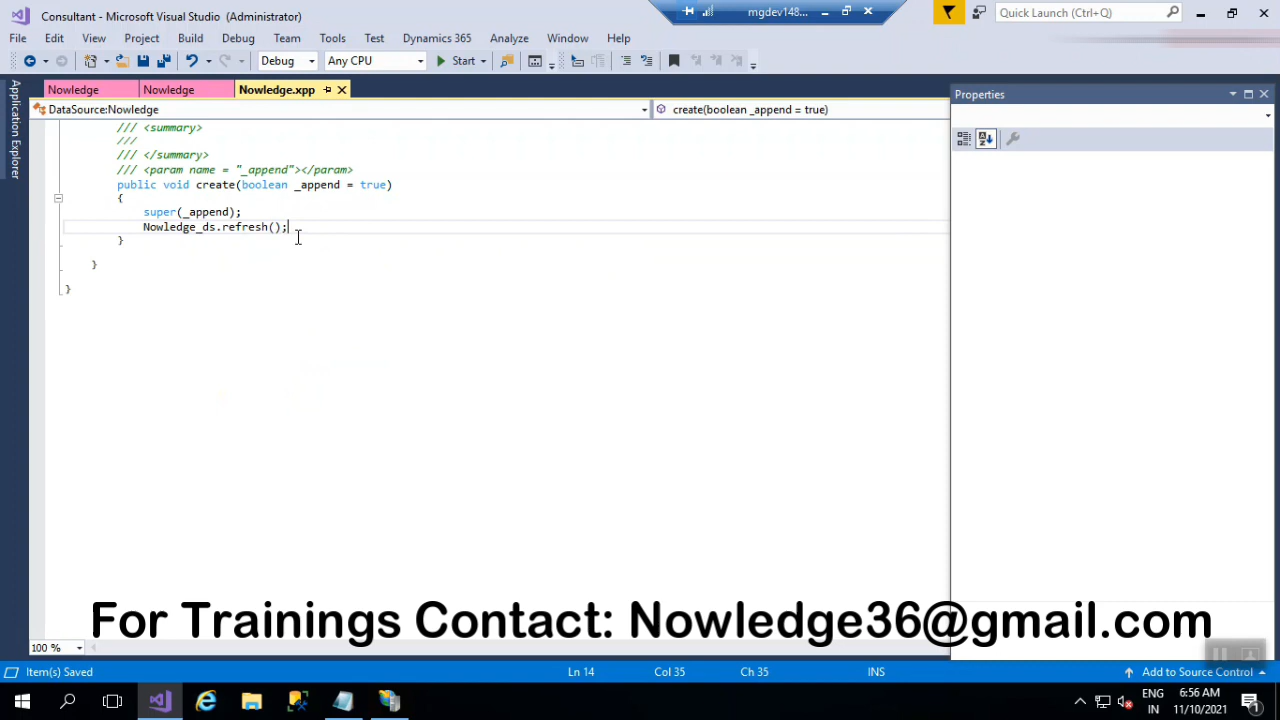 Consultant - Microsoft Visual Studio (Administrator)
mgdev148...
Quick Launch (Ctrl+Q)
File Edit View Project Build Debug Team Tools Test Dynamics 365 Analyze Window Help
Debug Any CPU Start
Application Explorer
Nowledge Nowledge Nowledge.xpp
Properties
DataSource:Nowledge create(boolean _append = true)
/// <summary>
///
/// </summary>
/// <param name = "_append"></param>
public void create(boolean _append = true)
{
super(_append);
Nowledge_ds.refresh();
}
}
}
For Trainings Contact: Nowledge36@gmail.com
100 %
Item(s) Saved Ln 14 Col 35 Ch 35 INS Add to Source Control
ENG 6:56 AM
IN 11/10/2021
1